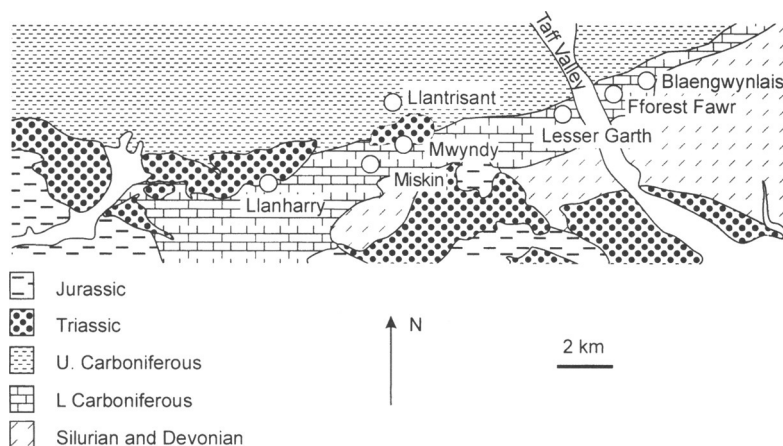 Taff Valley
Blaengwynlais
Llantrisant
Fforest Fawr
Lesser Garth
Mwyndy
Miskin
Llanharry
Jurassic
Triassic
N
U. Carboniferous
2 km
L Carboniferous
Silurian and Devonian